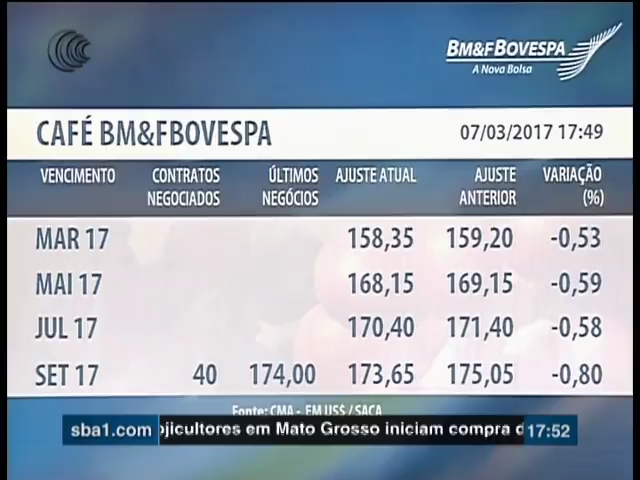 BM&FBOVESPA
A Nova Bolsa
CAFÉ BM&FBOVESPA 07/03/2017 17:49
VENCIMENTO CONTRATOS NEGOCIADOS ÚLTIMOS NEGÓCIOS AJUSTE ATUAL AJUSTE ANTERIOR VARIAÇÃO (%)
MAR 17 158,35 159,20 -0,53
MAI 17 168,15 169,15 -0,59
JUL 17 170,40 171,40 -0,58
SET 17 40 174,00 173,65 175,05 -0,80
Fonte: CMA - EM US$ / SACA
sba1.com ojicultores em Mato Grosso iniciam compra d 17:52